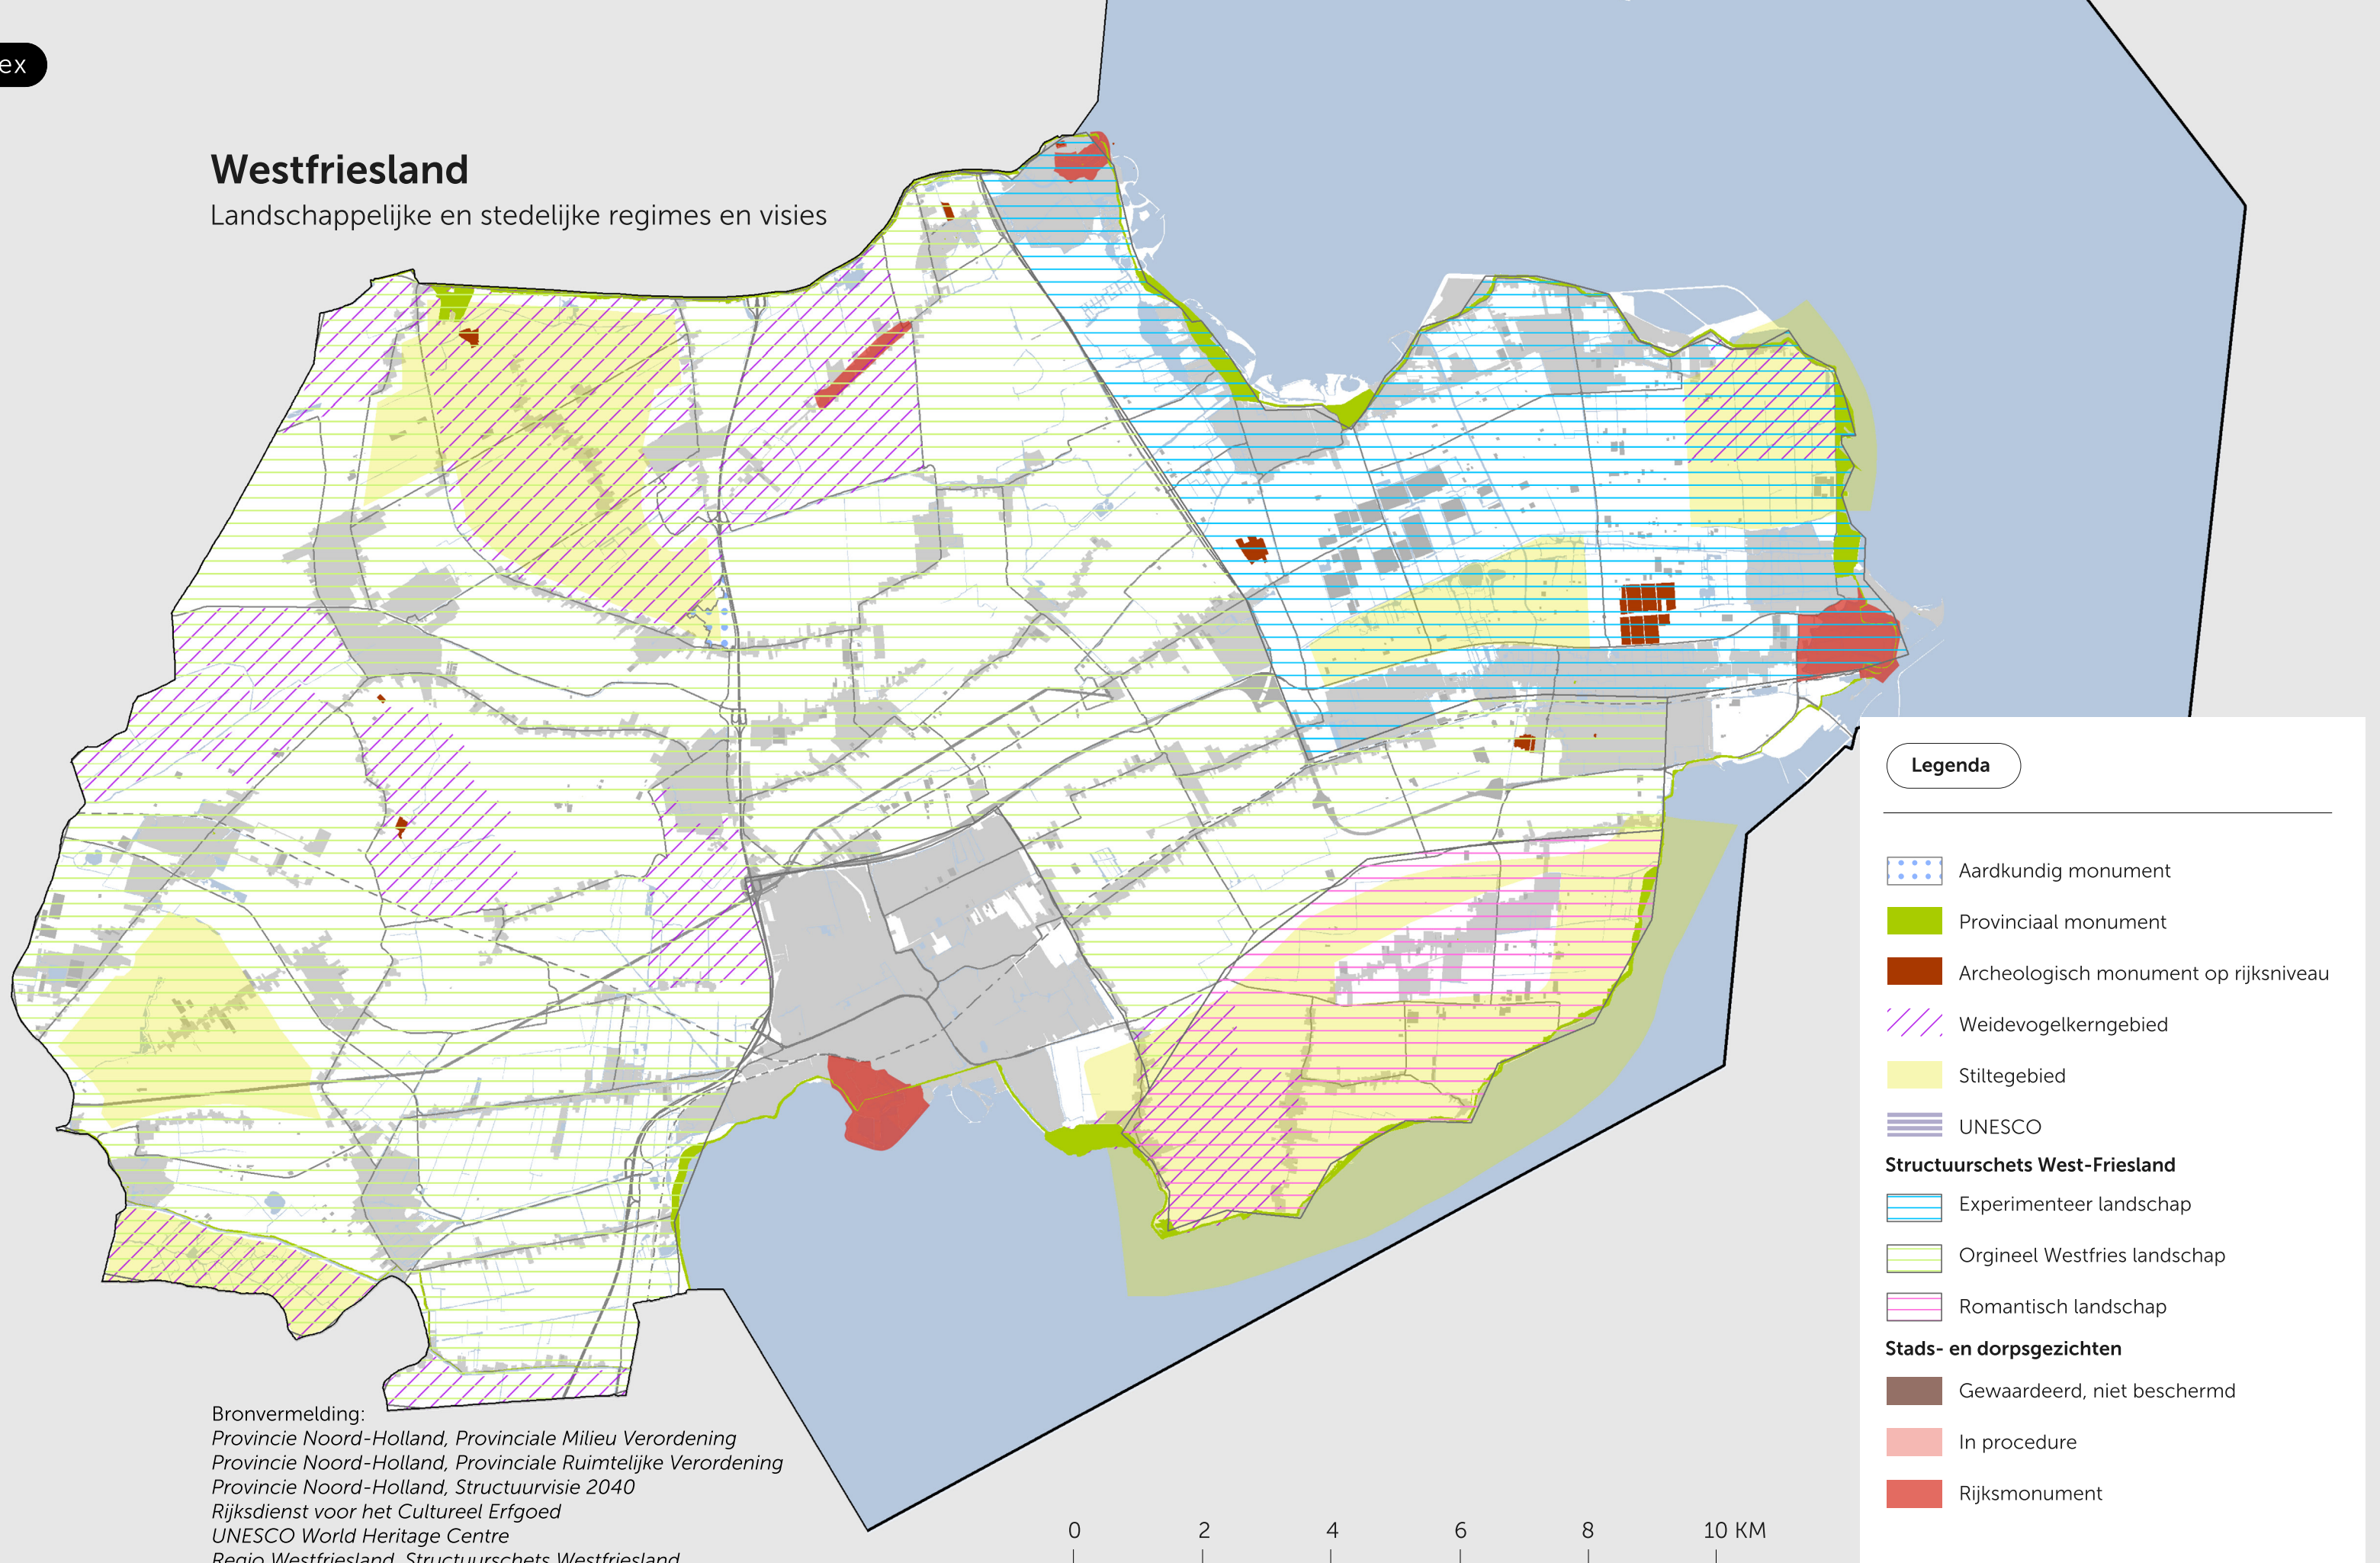 ex
Westfriesland
Landschappelijke en stedelijke regimes en visies
Legenda
Aardkundig monument
Provinciaal monument
Archeologisch monument op rijksniveau
Weidevogelkerngebied
Stiltegebied
UNESCO
Structuurschets West-Friesland
Experimenteer landschap
Orgineel Westfries landschap
Romantisch landschap
Stads- en dorpsgezichten
Gewaardeerd, niet beschermd
In procedure
Rijksmonument
Bronvermelding:
Provincie Noord-Holland, Provinciale Milieu Verordening
Provincie Noord-Holland, Provinciale Ruimtelijke Verordening
Provincie Noord-Holland, Structuurvisie 2040
Rijksdienst voor het Cultureel Erfgoed
UNESCO World Heritage Centre
Regio Westfriesland, Structuurschets Westfriesland
0 2 4 6 8 10 KM